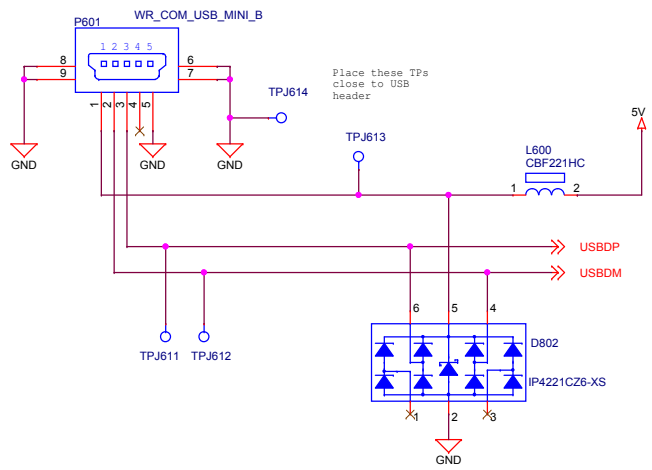 WR_COM_USB_MINI_B
P601
1 2 3 4 5
8
9
6
7
1
2
3
4
5
GND
GND
GND
TPJ614
Place these TPs
close to USB
header
TPJ613
5V
L600
CBF221HC
1
2
USBDP
USBDM
TPJ611
TPJ612
6
5
4
D802
IP4221CZ6-XS
1
2
3
GND